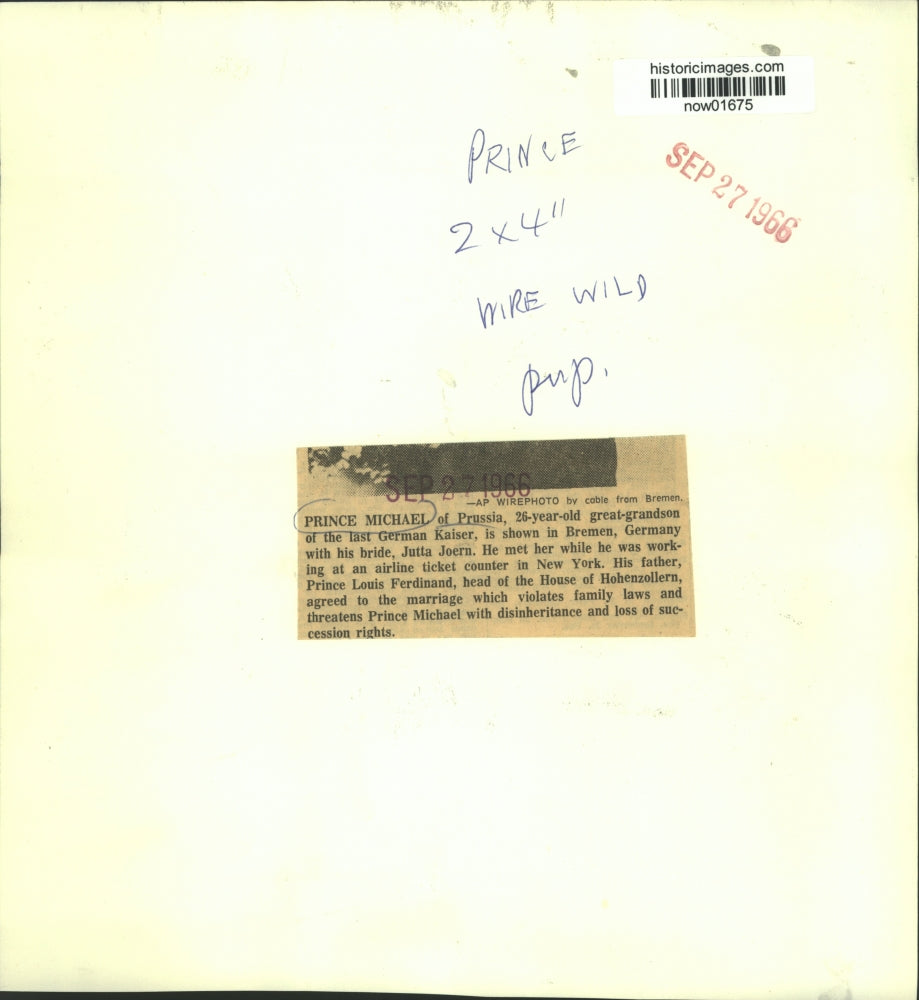 historicimages.com
now01675
PRINCE
SEP 27 1966
2 x 4"
WIRE WILD
SEP 27 1966
—AP WIREPHOTO by cable from Bremen.
PRINCE MICHAEL of Prussia, 26-year-old great-grandson
of the last German Kaiser, is shown in Bremen, Germany
with his bride, Jutta Joern. He met her while he was work-
ing at an airline ticket counter in New York. His father,
Prince Louis Ferdinand, head of the House of Hohenzollern,
agreed to the marriage which violates family laws and
threatens Prince Michael with disinheritance and loss of suc-
cession rights.